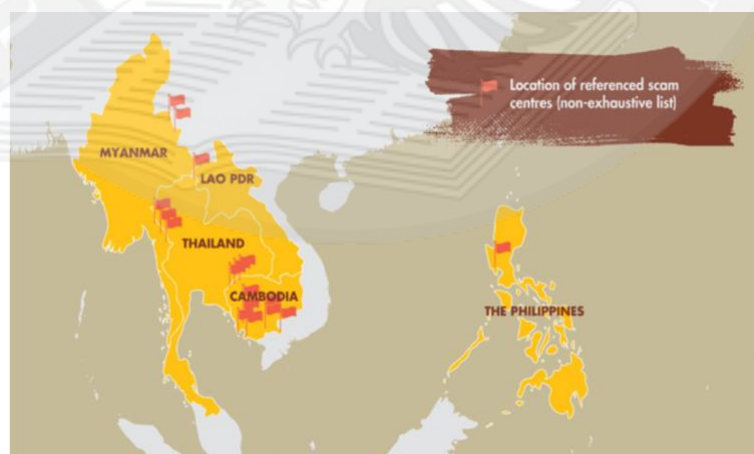 Location of referenced scam
centres (non-exhaustive list)
MYANMAR
LAO PDR
THAILAND
CAMBODIA
THE PHILIPPINES